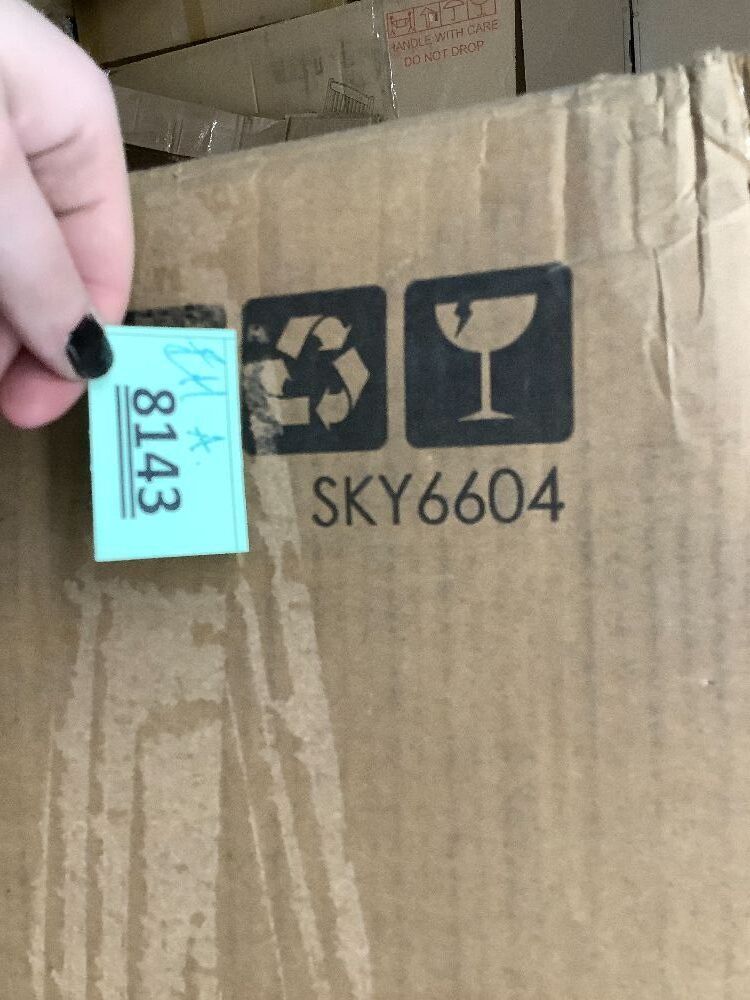 HANDLE WITH CARE
DO NOT DROP
8143
SKY6604